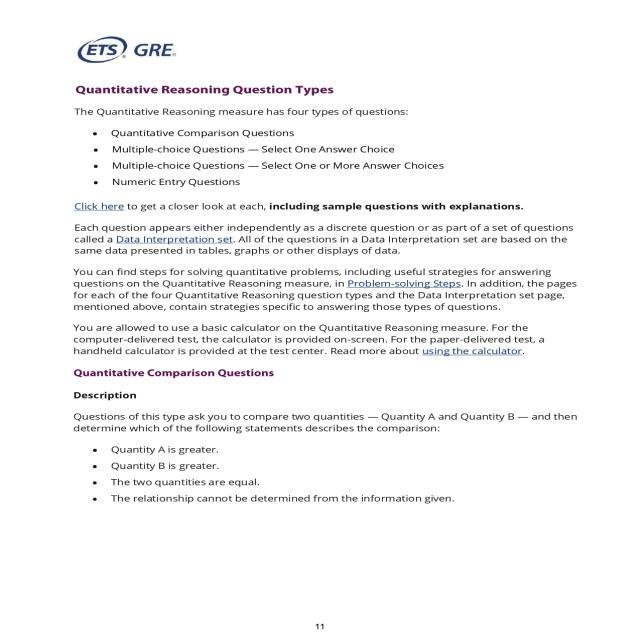 ETS GRE
Quantitative Reasoning Question Types
The Quantitative Reasoning measure has four types of questions:
• Quantitative Comparison Questions
• Multiple-choice Questions — Select One Answer Choice
• Multiple-choice Questions — Select One or More Answer Choices
• Numeric Entry Questions
Click here to get a closer look at each, including sample questions with explanations.
Each question appears either independently as a discrete question or as part of a set of questions
called a Data Interpretation set. All of the questions in a Data Interpretation set are based on the
same data presented in tables, graphs or other displays of data.
You can find steps for solving quantitative problems, including useful strategies for answering
questions on the Quantitative Reasoning measure, in Problem-solving Steps. In addition, the pages
for each of the four Quantitative Reasoning question types and the Data Interpretation set page,
mentioned above, contain strategies specific to answering those types of questions.
You are allowed to use a basic calculator on the Quantitative Reasoning measure. For the
computer-delivered test, the calculator is provided on-screen. For the paper-delivered test, a
handheld calculator is provided at the test center. Read more about using the calculator.
Quantitative Comparison Questions
Description
Questions of this type ask you to compare two quantities — Quantity A and Quantity B — and then
determine which of the following statements describes the comparison:
• Quantity A is greater.
• Quantity B is greater.
• The two quantities are equal.
• The relationship cannot be determined from the information given.
11